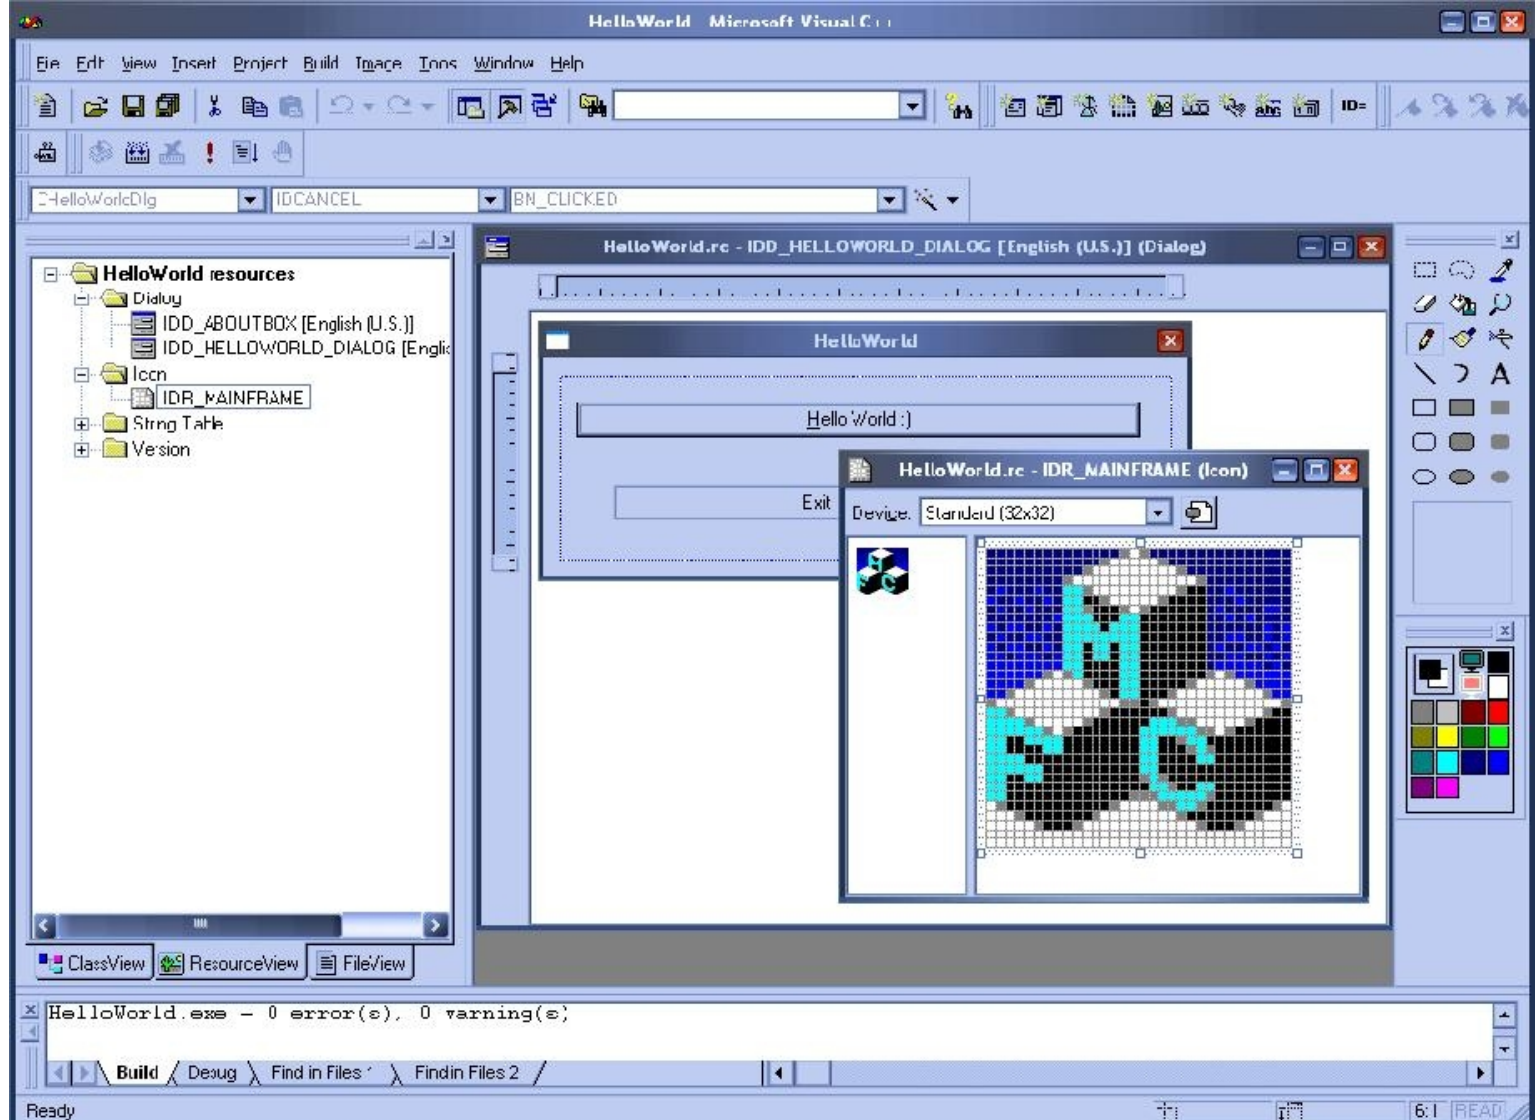 HelloWorld - Microsoft Visual C++
File Edit View Insert Project Build Image Tools Window Help
ID=
CHelloWorldDlg IDCANCEL BN_CLICKED
HelloWorld resources
Dialog
IDD_ABOUTBOX [English (U.S.)]
IDD_HELLOWORLD_DIALOG [Englis
Icon
IDR_MAINFRAME
String Table
Version
ClassView ResourceView FileView
HelloWorld.rc - IDD_HELLOWORLD_DIALOG [English (U.S.)] (Dialog)
HelloWorld
Hello World :)
Exit
HelloWorld.rc - IDR_MAINFRAME (Icon)
Device: Standard (32x32)
M
F C
A
HelloWorld.exe - 0 error(s), 0 warning(s)
Build Debug Find in Files 1 Find in Files 2
Ready 6:1 READ